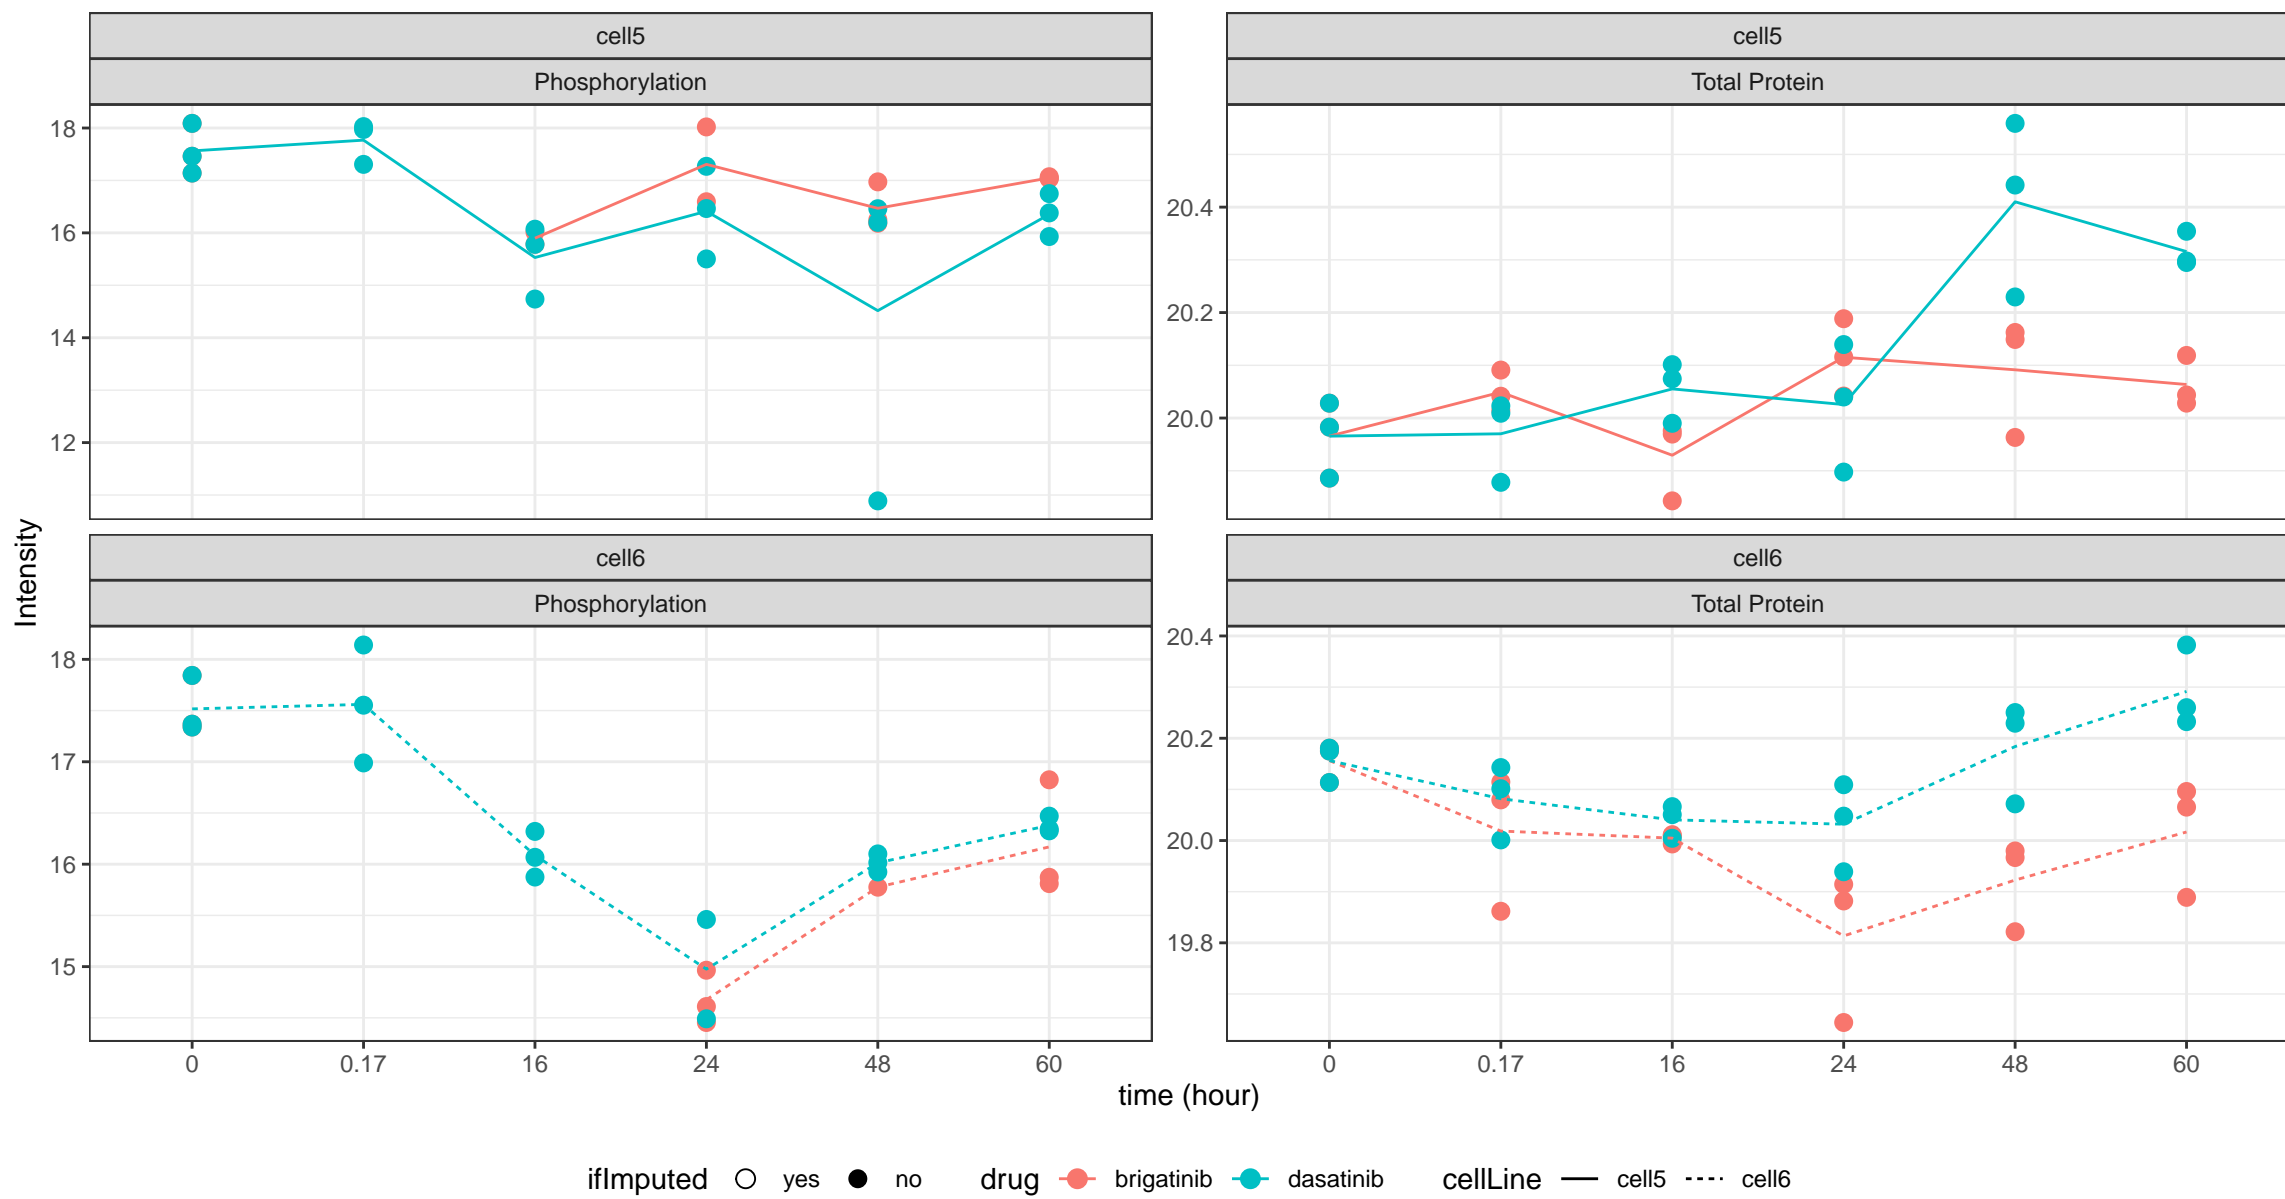 cell5
Phosphorylation
18
16
14
12
cell5
Total Protein
20.4
20.2
20.0
Intensity
cell6
Phosphorylation
18
17
16
15
cell6
Total Protein
20.4
20.2
20.0
19.8
0 0.17 16 24 48 60
0 0.17 16 24 48 60
time (hour)
ifImputed yes no drug brigatinib dasatinib cellLine cell5 cell6